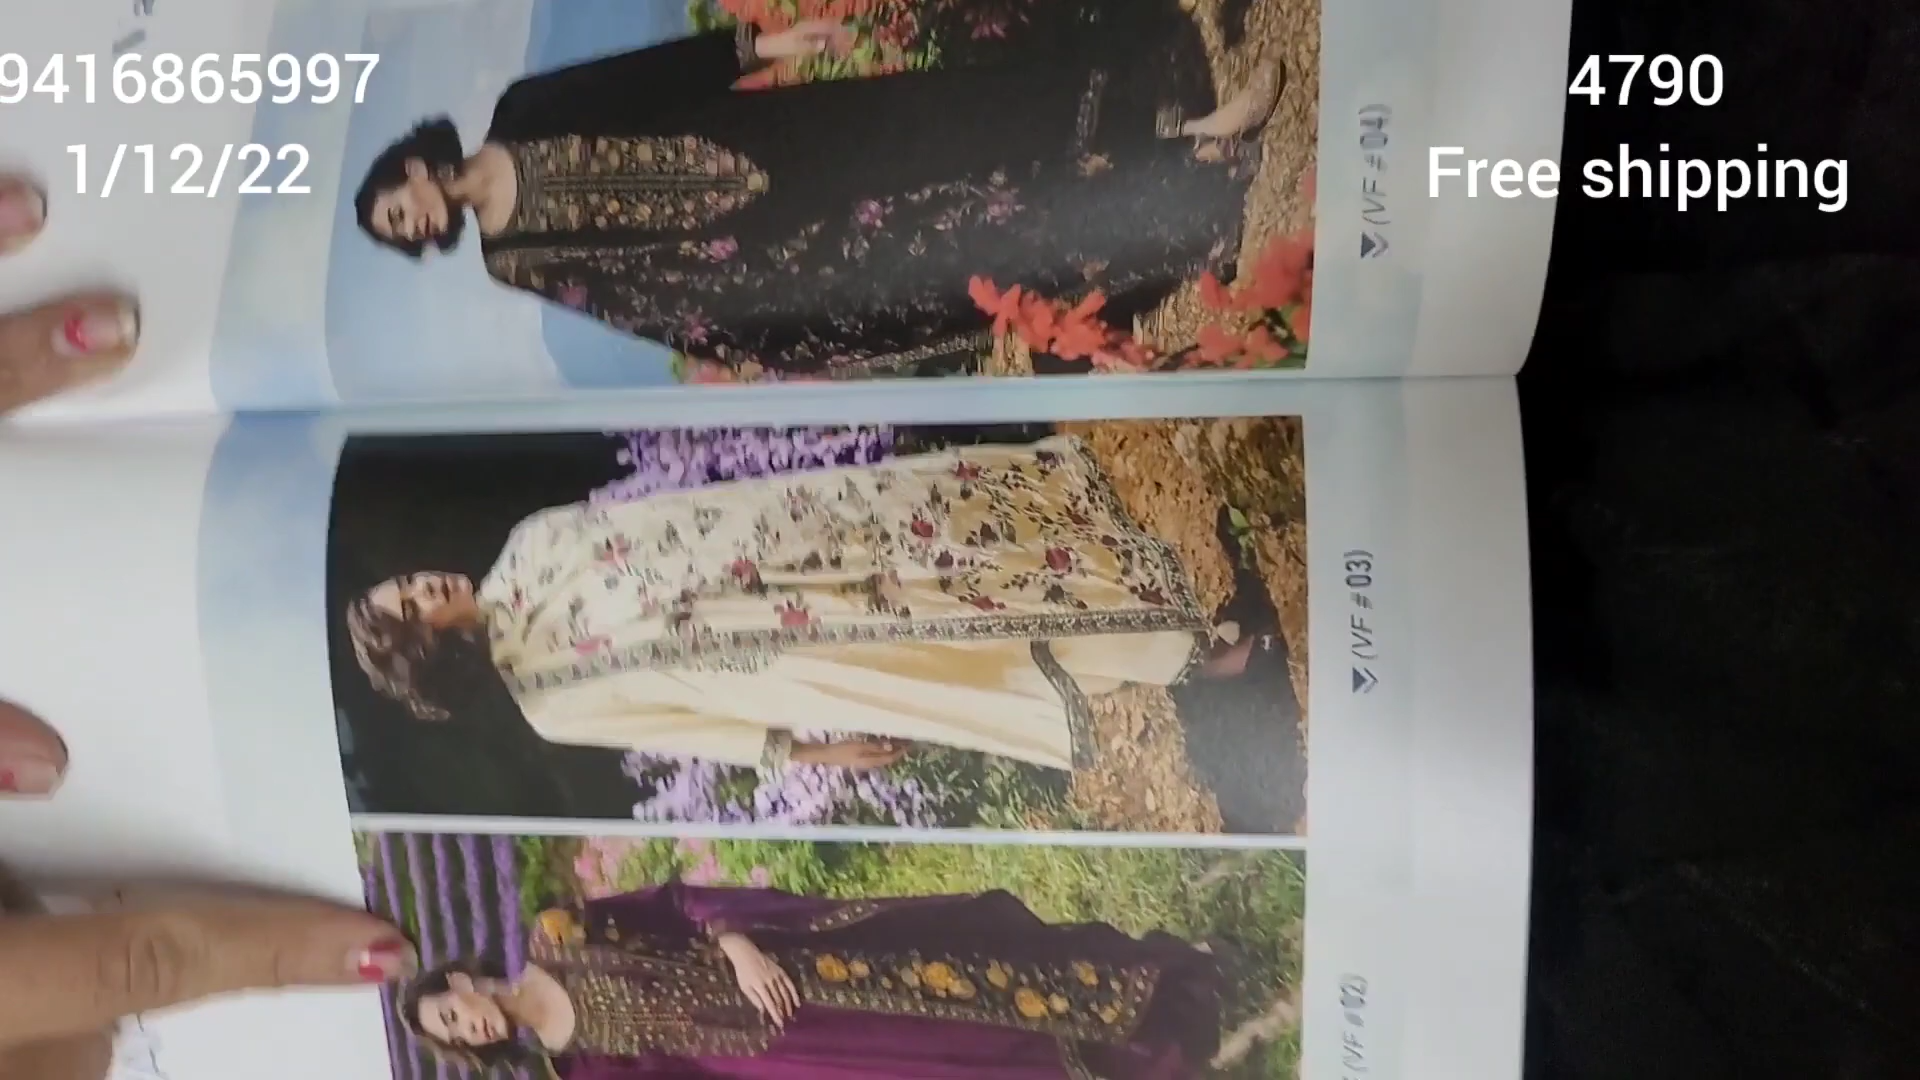 9416865997
1/12/22
4790
Free shipping
(VF # 04)
(VF # 03)
(VF # 02)